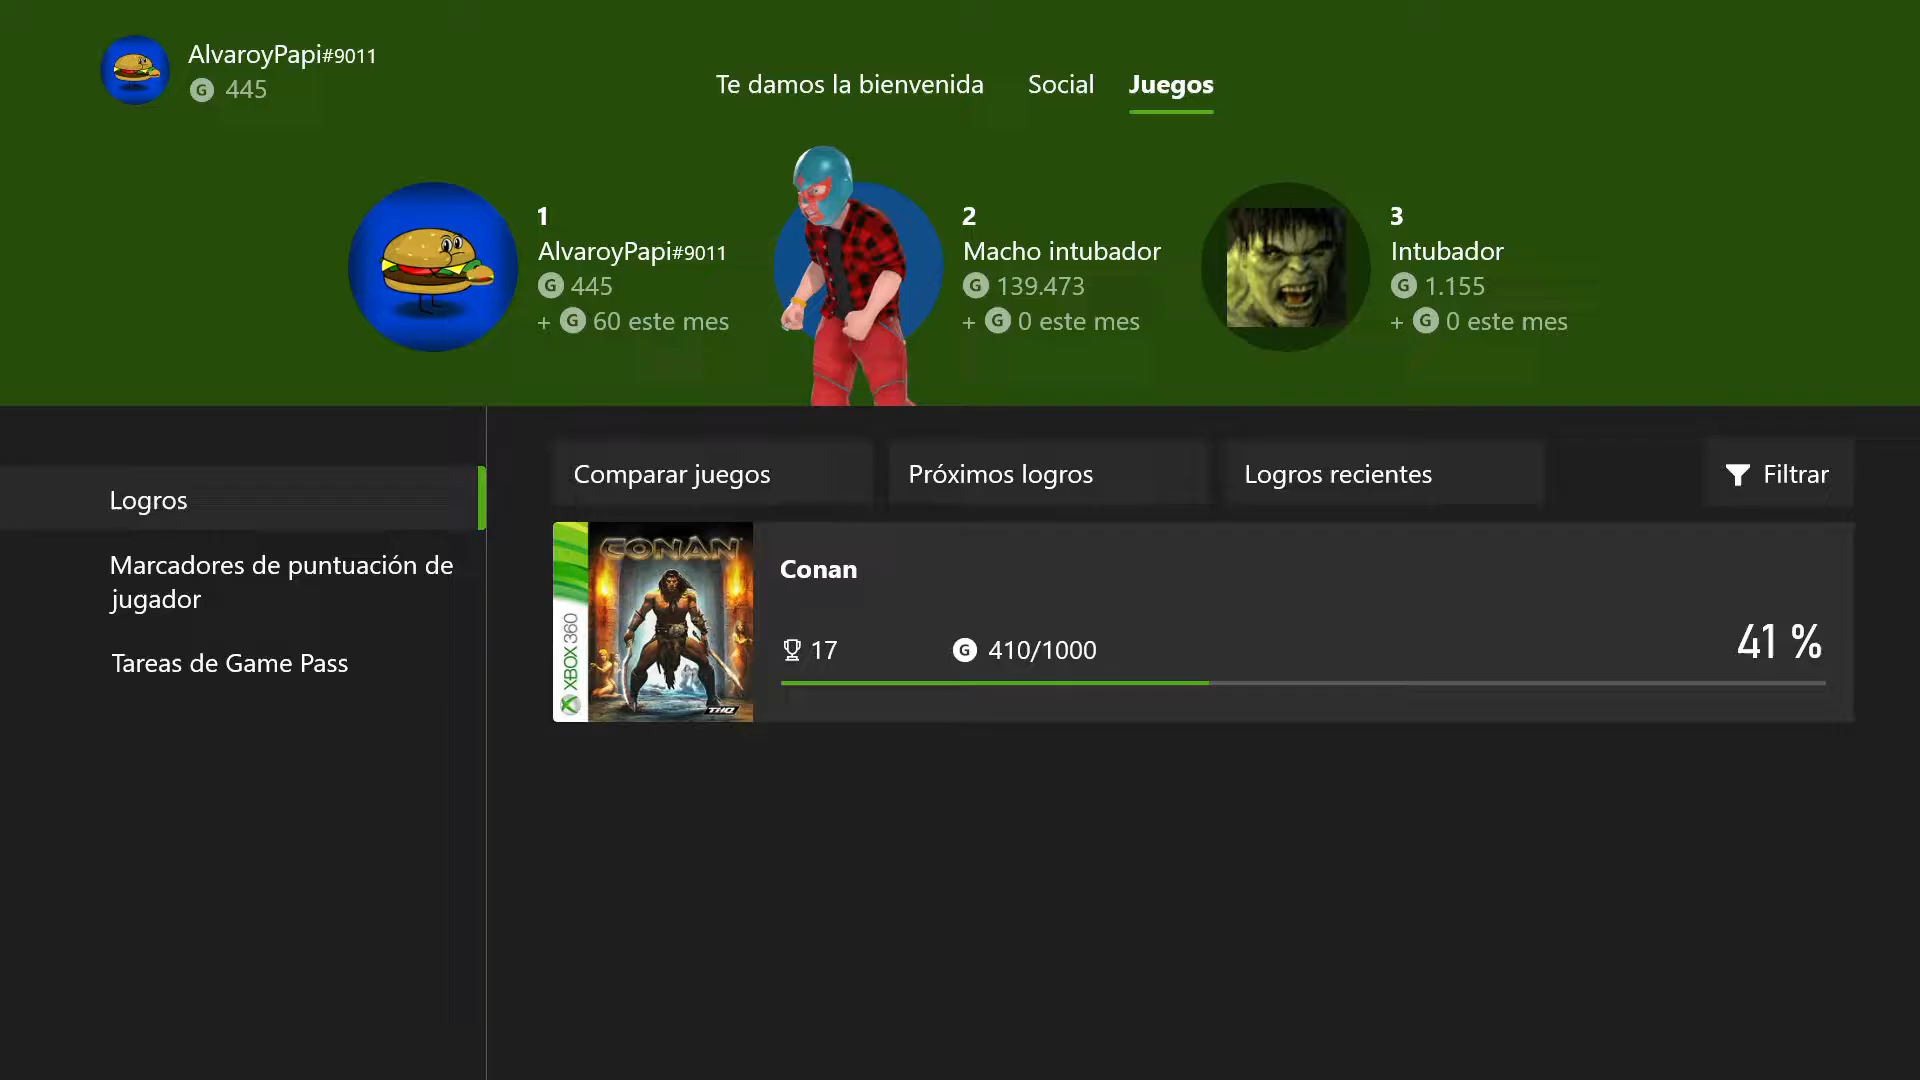 AlvaroyPapi#9011
G 445
Te damos la bienvenida
Social
Juegos
1
AlvaroyPapi#9011
G 445
+ G 60 este mes
2
Macho intubador
G 139.473
+ G 0 este mes
3
Intubador
G 1.155
+ G 0 este mes
Logros
Marcadores de puntuación de
jugador
Tareas de Game Pass
Comparar juegos
Próximos logros
Logros recientes
Filtrar
CONAN
XBOX 360
THQ
Conan
17
G 410/1000
41 %